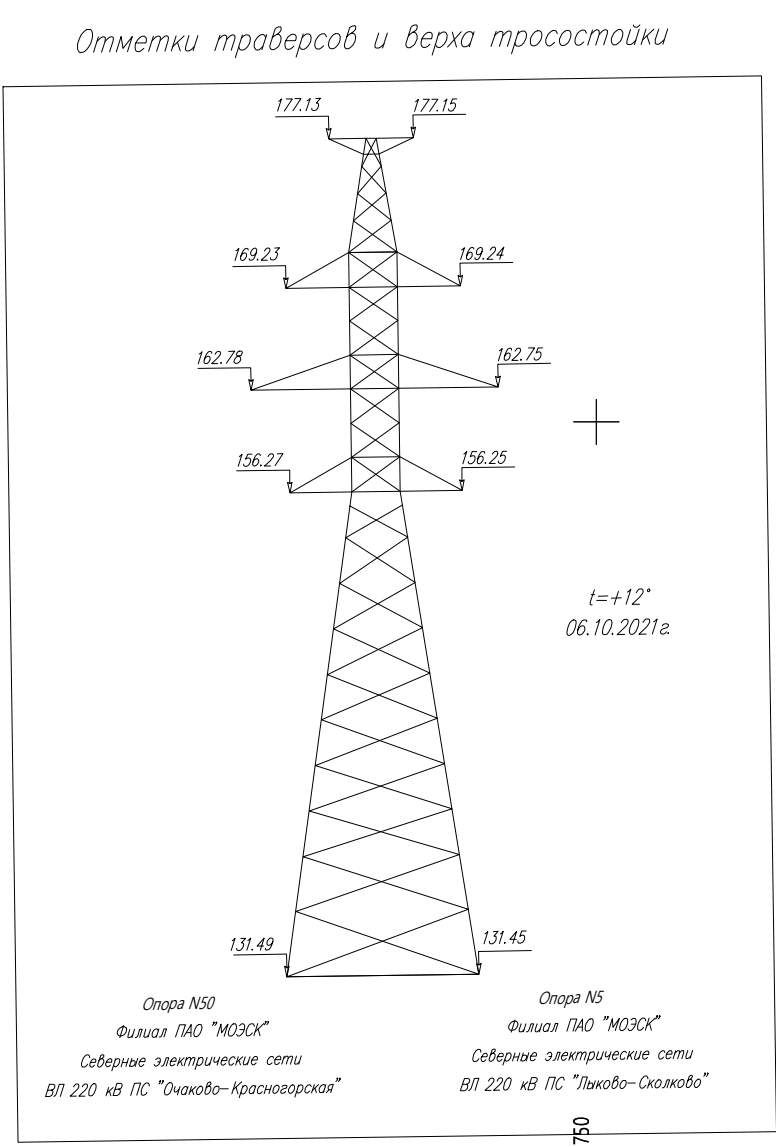 Отметки траверсов и верха тросостойки
177.13
177.15
169.23
169.24
162.78
162.75
156.27
156.25
t=+12°
06.10.2021г.
131.49
131.45
Опора N50
Филиал ПАО "МОЭСК"
Северные электрические сети
ВЛ 220 кВ ПС "Очаково-Красногорская"
Опора N5
Филиал ПАО "МОЭСК"
Северные электрические сети
ВЛ 220 кВ ПС "Лыково-Сколково"
750